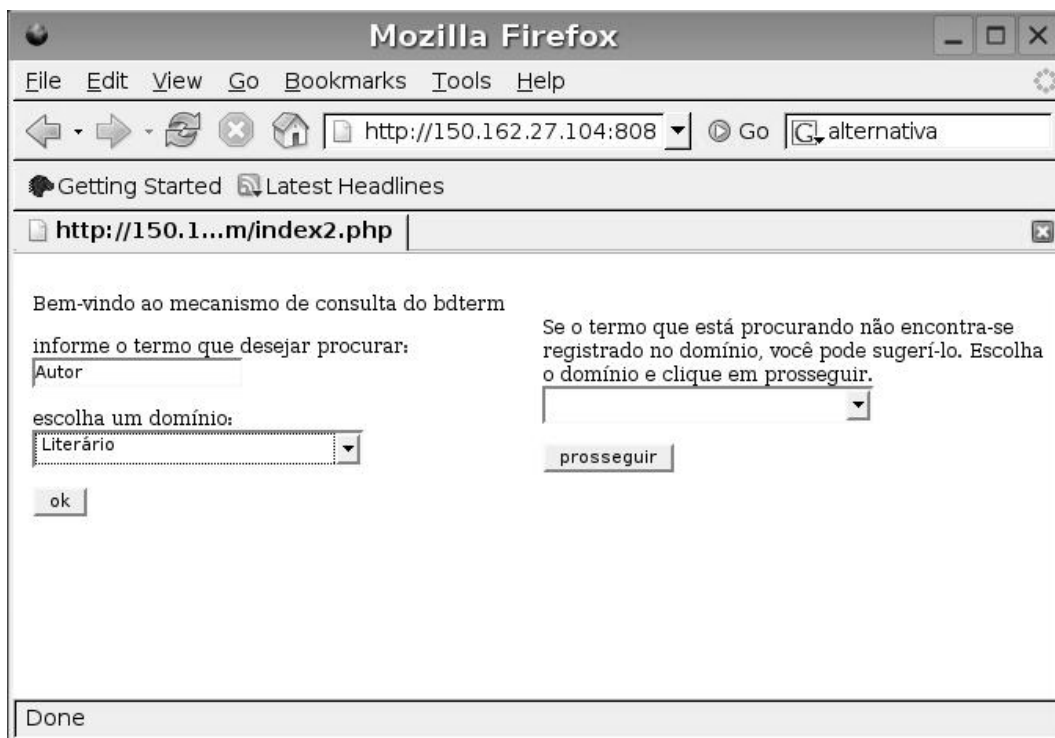 Mozilla Firefox
File Edit View Go Bookmarks Tools Help
http://150.162.27.104:808 Go G alternativa
Getting Started Latest Headlines
http://150.1...m/index2.php
Bem-vindo ao mecanismo de consulta do bdterm
informe o termo que desejar procurar:
Autor
escolha um domínio:
Literário
ok
Se o termo que está procurando não encontra-se
registrado no domínio, você pode sugerí-lo. Escolha
o domínio e clique em prosseguir.
prosseguir
Done